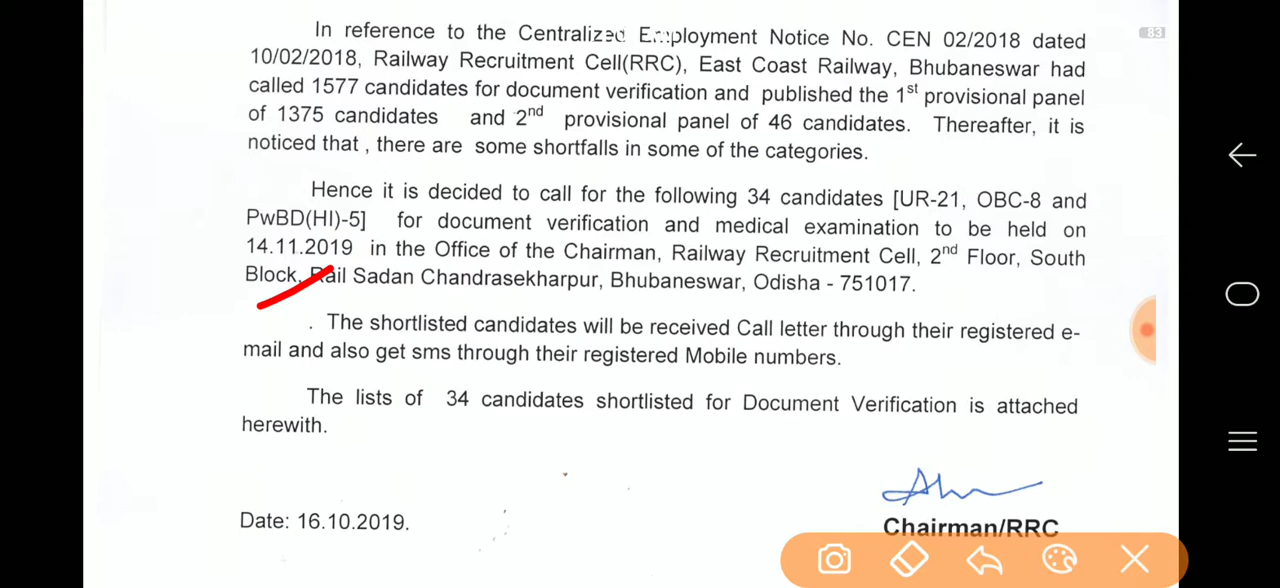 In reference to the Centralized Employment Notice No. CEN 02/2018 dated
10/02/2018, Railway Recruitment Cell(RRC), East Coast Railway, Bhubaneswar had
called 1577 candidates for document verification and published the 1st provisional panel
of 1375 candidates and 2nd provisional panel of 46 candidates. Thereafter, it is
noticed that , there are some shortfalls in some of the categories.
Hence it is decided to call for the following 34 candidates [UR-21, OBC-8 and
PwBD(HI)-5] for document verification and medical examination to be held on
14.11.2019 in the Office of the Chairman, Railway Recruitment Cell, 2nd Floor, South
Block, Rail Sadan Chandrasekharpur, Bhubaneswar, Odisha - 751017.
. The shortlisted candidates will be received Call letter through their registered e-
mail and also get sms through their registered Mobile numbers.
The lists of 34 candidates shortlisted for Document Verification is attached
herewith.
Date: 16.10.2019.
Chairman/RRC
83